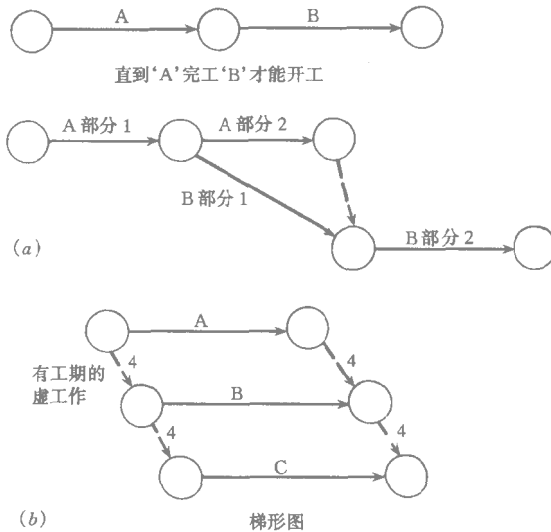 A B
直到‘A’完工‘B’才能开工
A 部分 1 A 部分 2
B 部分 1
B 部分 2
(a)
A
4 4
有工期的
虚工作
B
4 4
C
(b) 梯形图